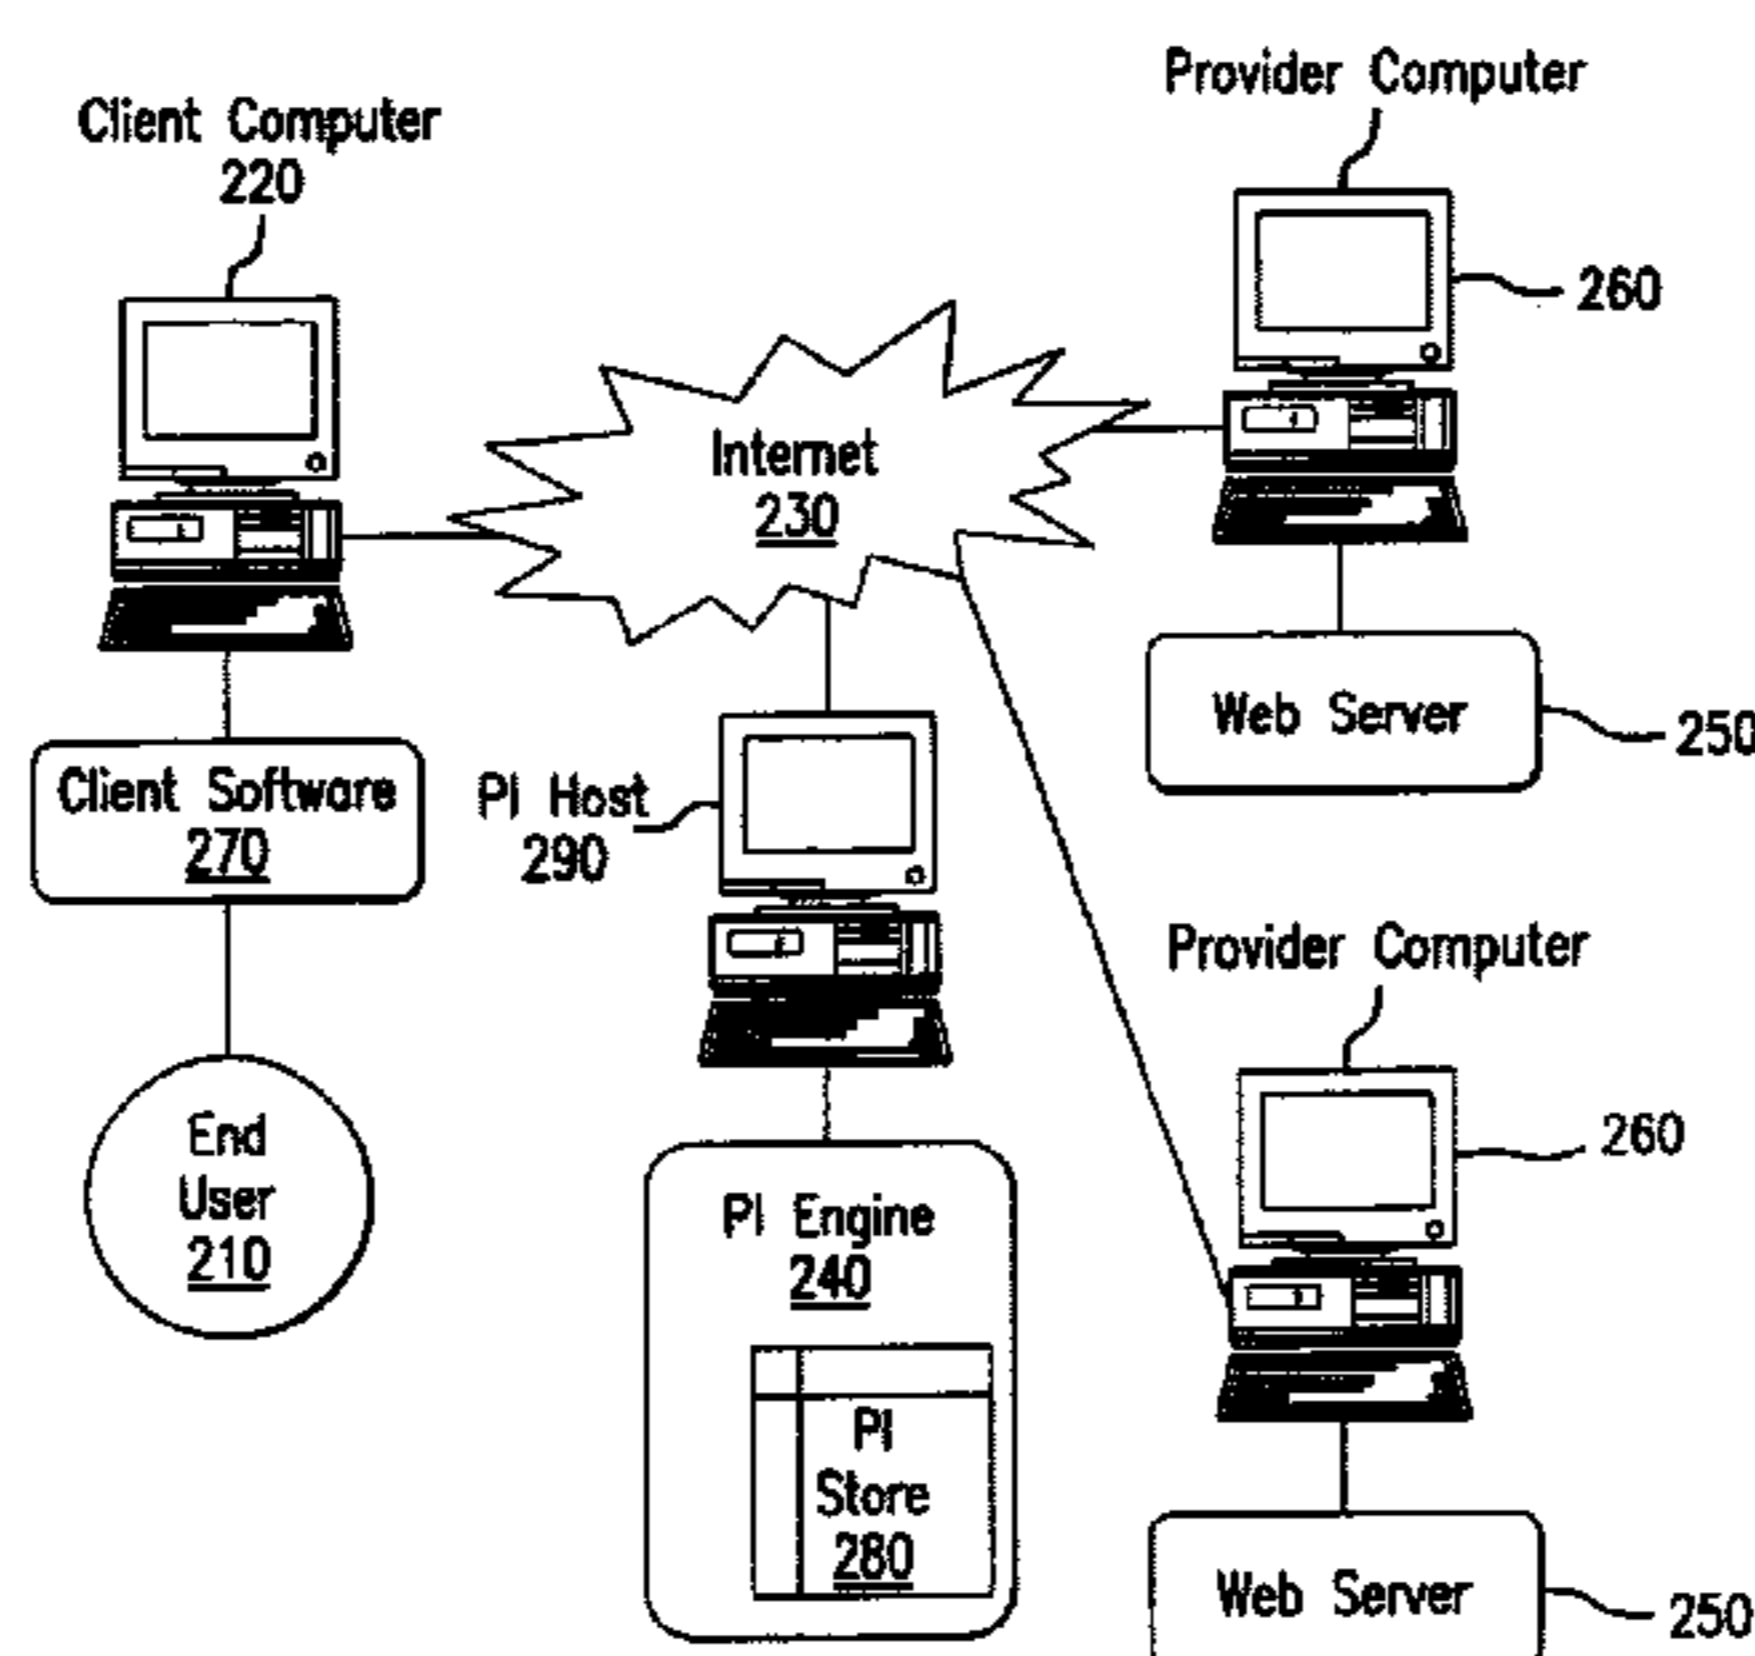 Provider Computer
Client Computer
220
260
Internet
230
Web Server
250
Client Software
270
PI Host
290
Provider Computer
End
User
210
260
PI Engine
240
PI
Store
280
Web Server
250